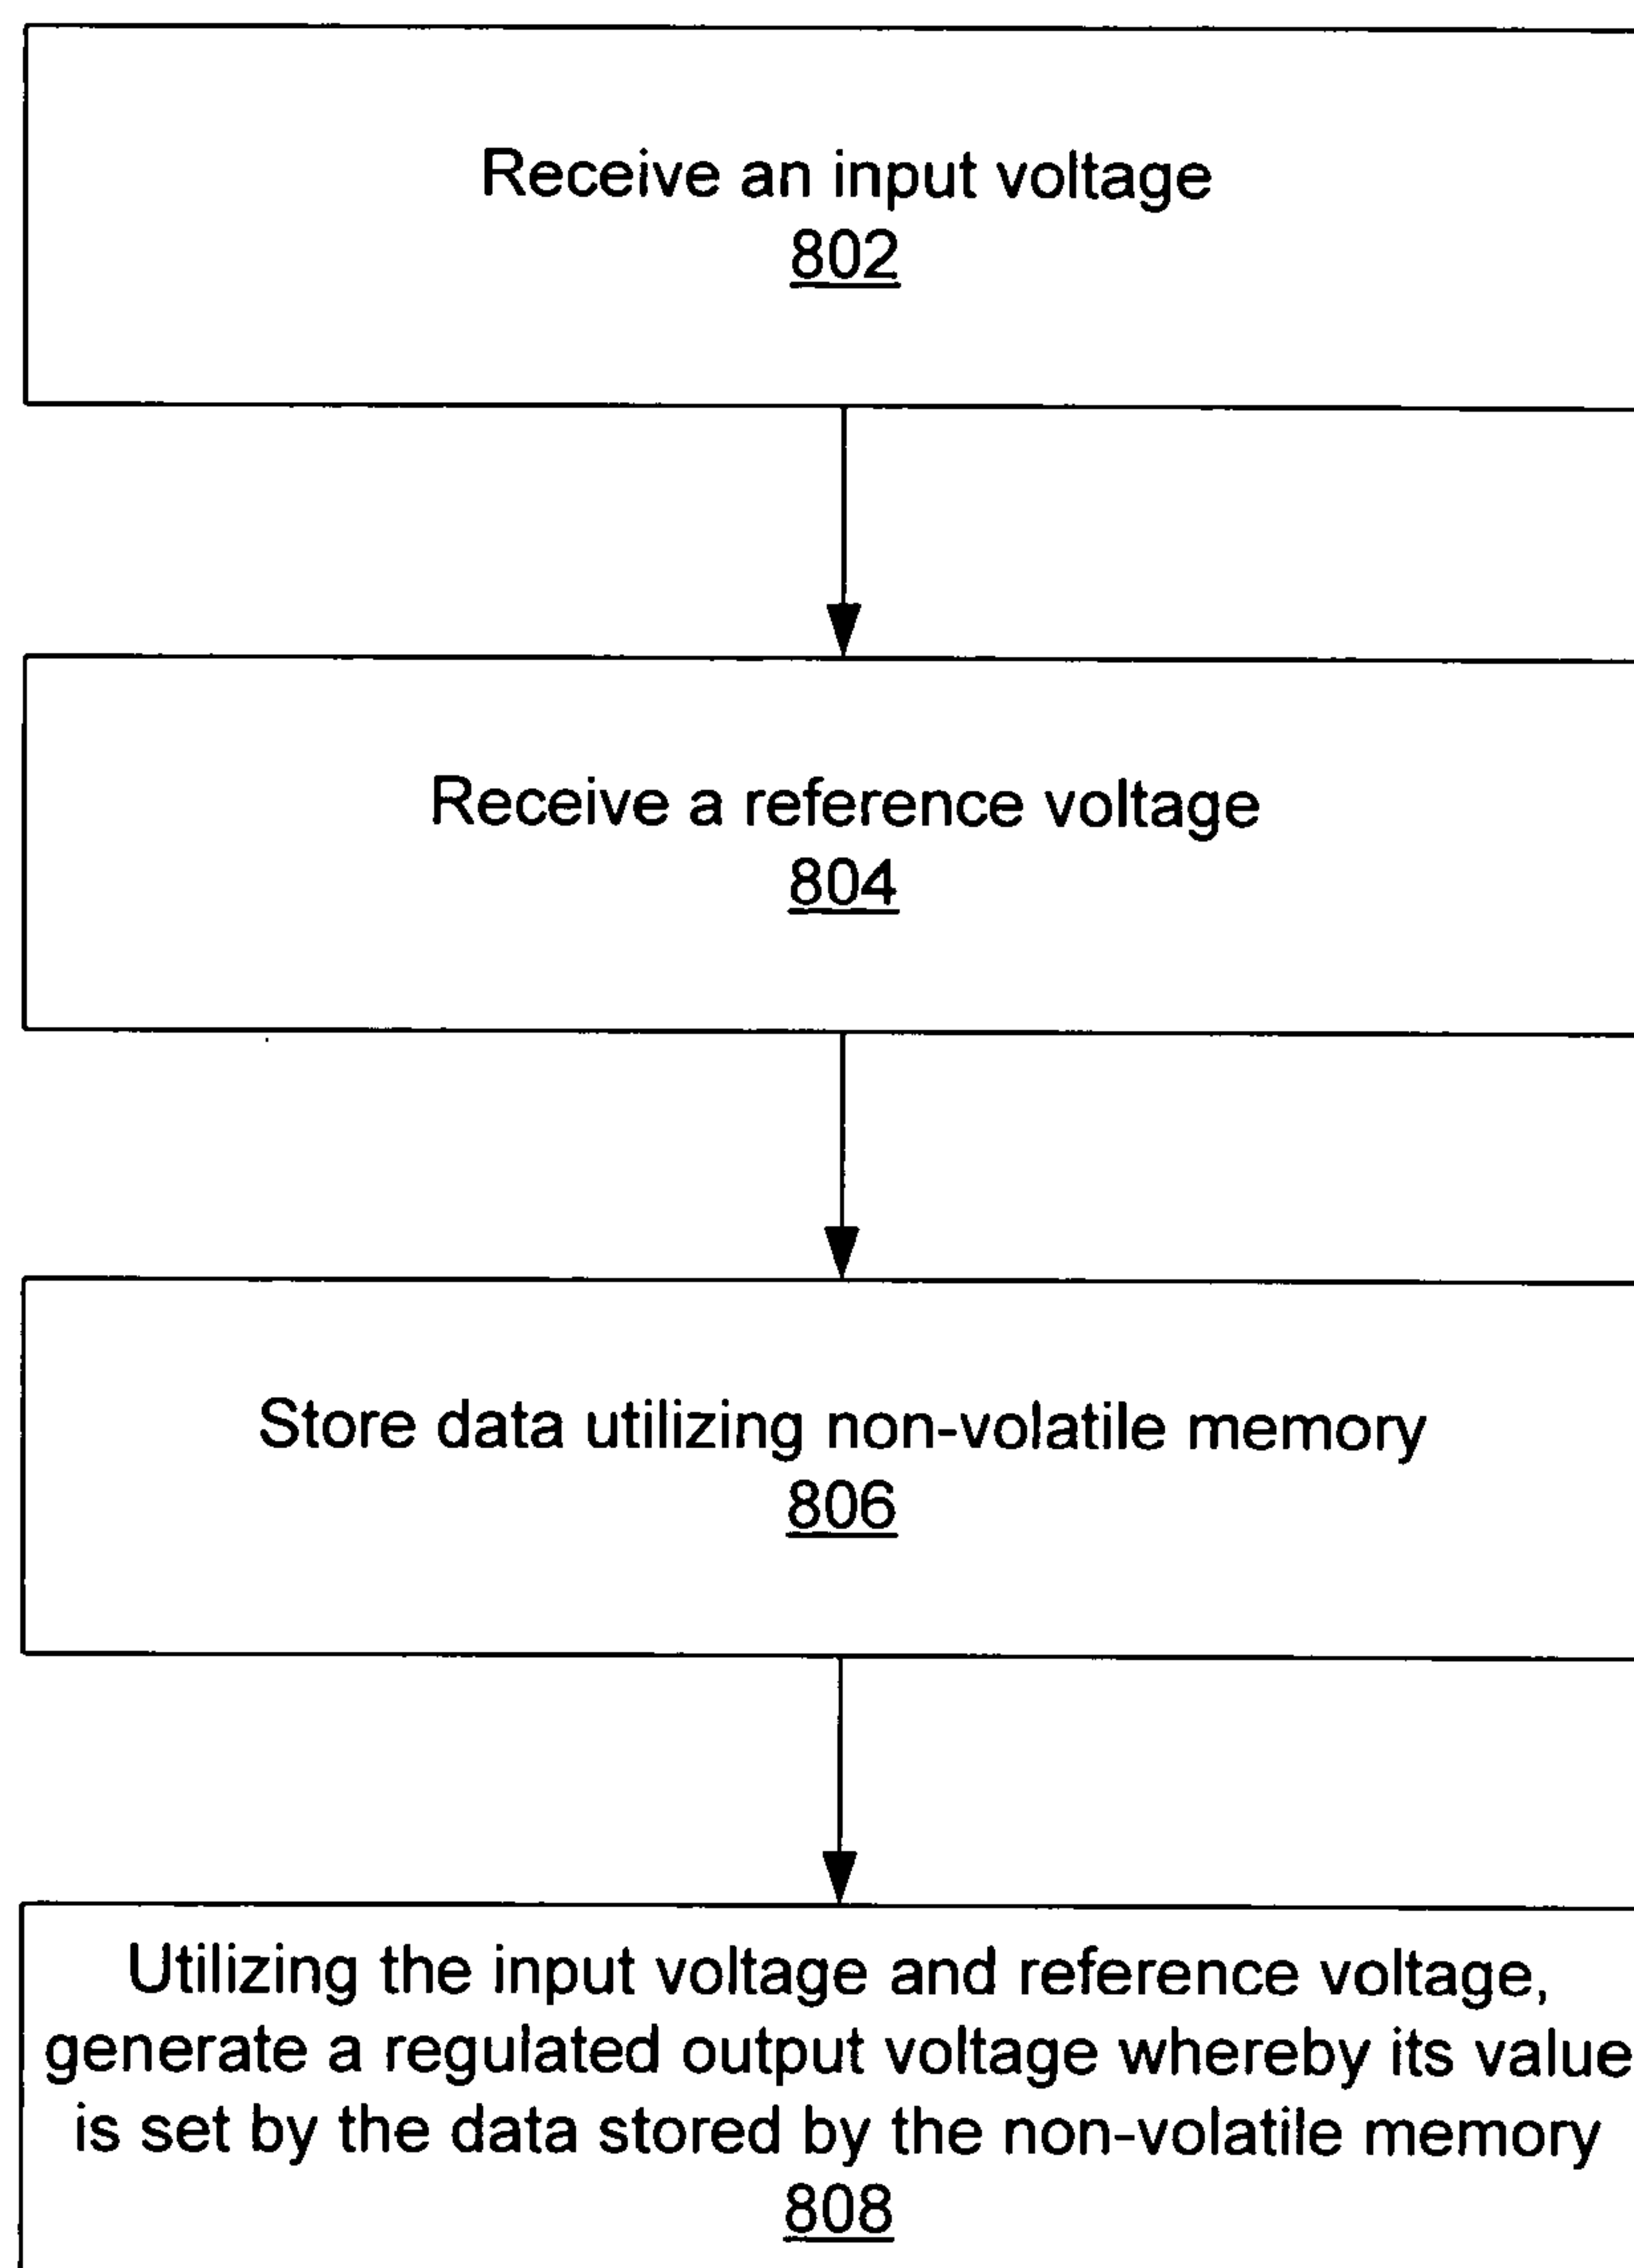 Receive an input voltage
802
Receive a reference voltage
804
Store data utilizing non-volatile memory
806
Utilizing the input voltage and reference voltage,
generate a regulated output voltage whereby its value
is set by the data stored by the non-volatile memory
808